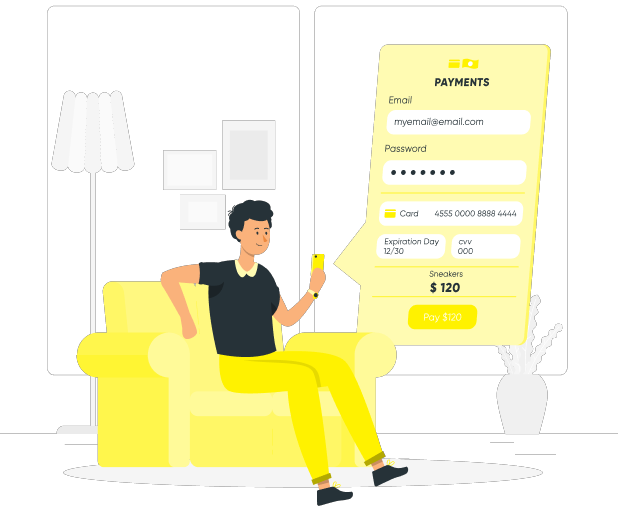 PAYMENTS
Email
myemail@email.com
Password
Card 4555 0000 8888 4444
Expiration Day cvv
12/30 000
Sneakers
$ 120
Pay $120